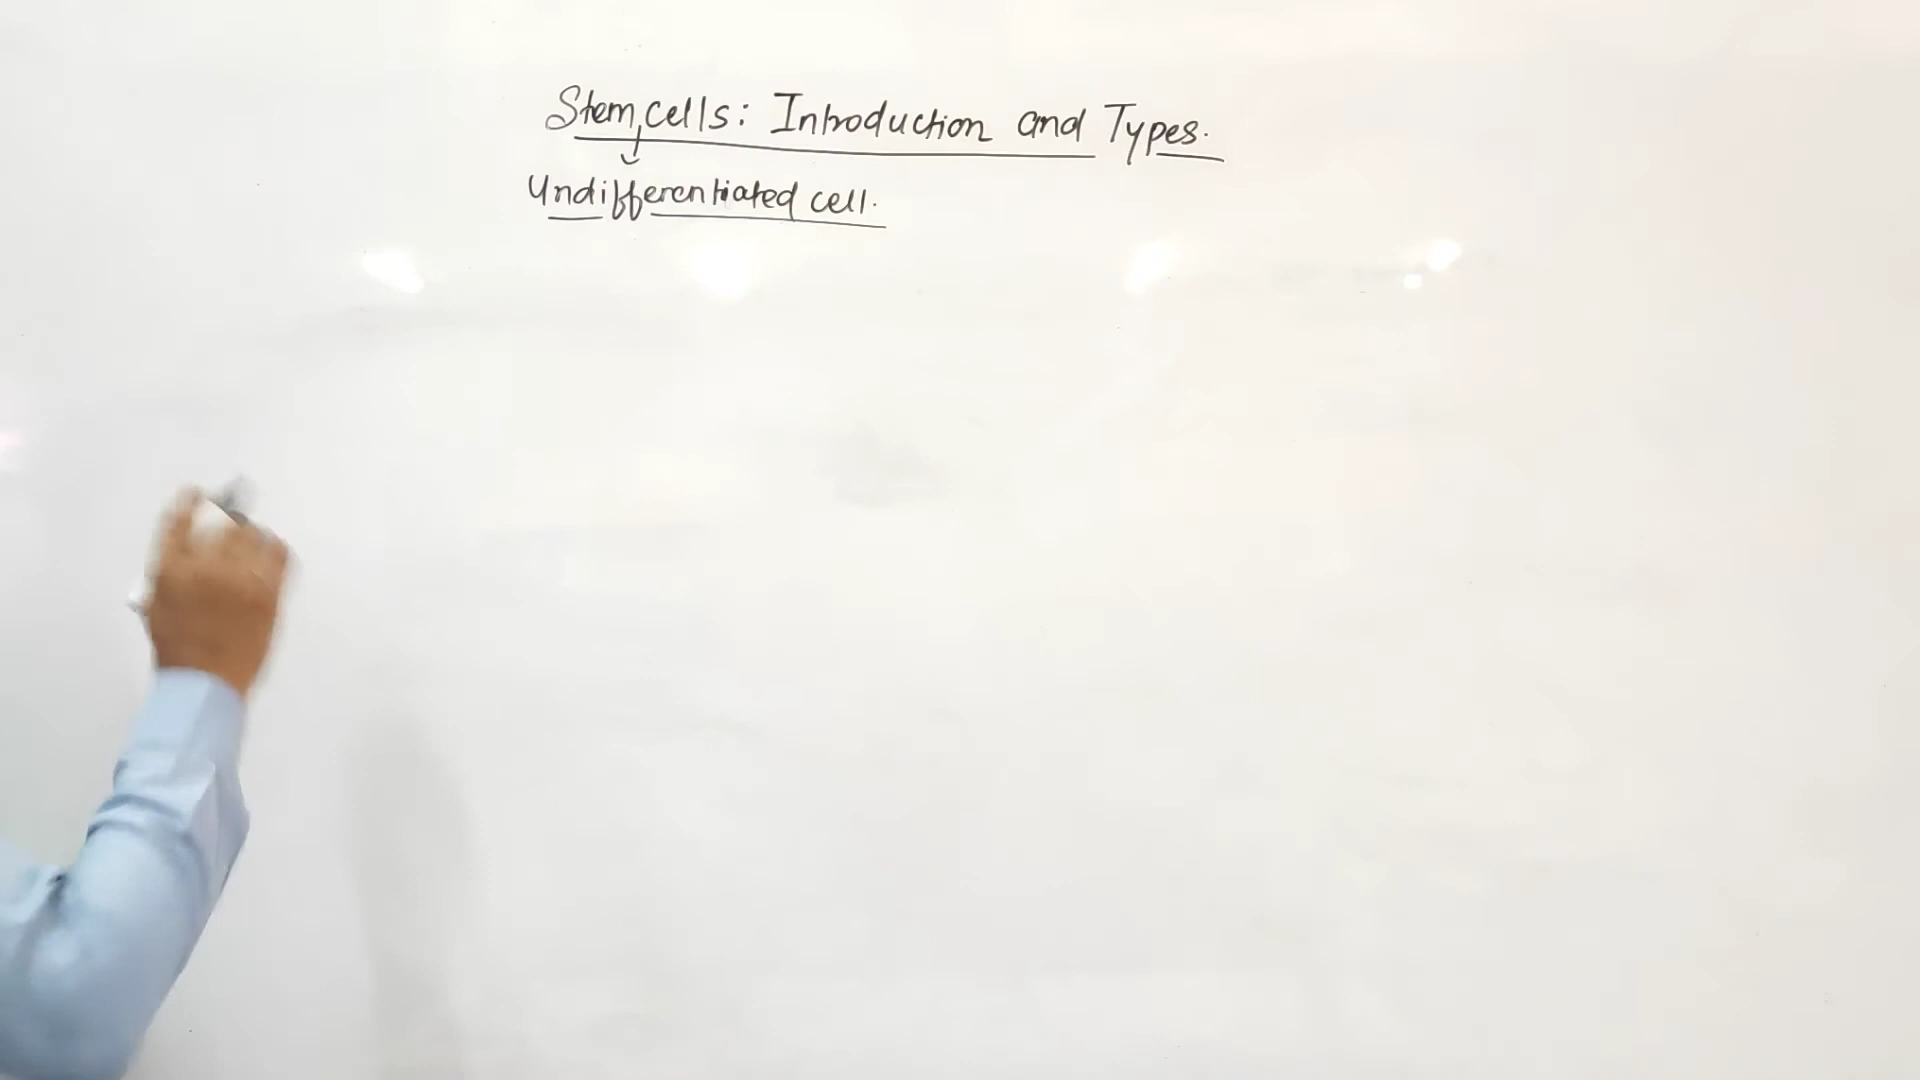 Stem cells: Introduction and Types.
Undifferentiated cell.